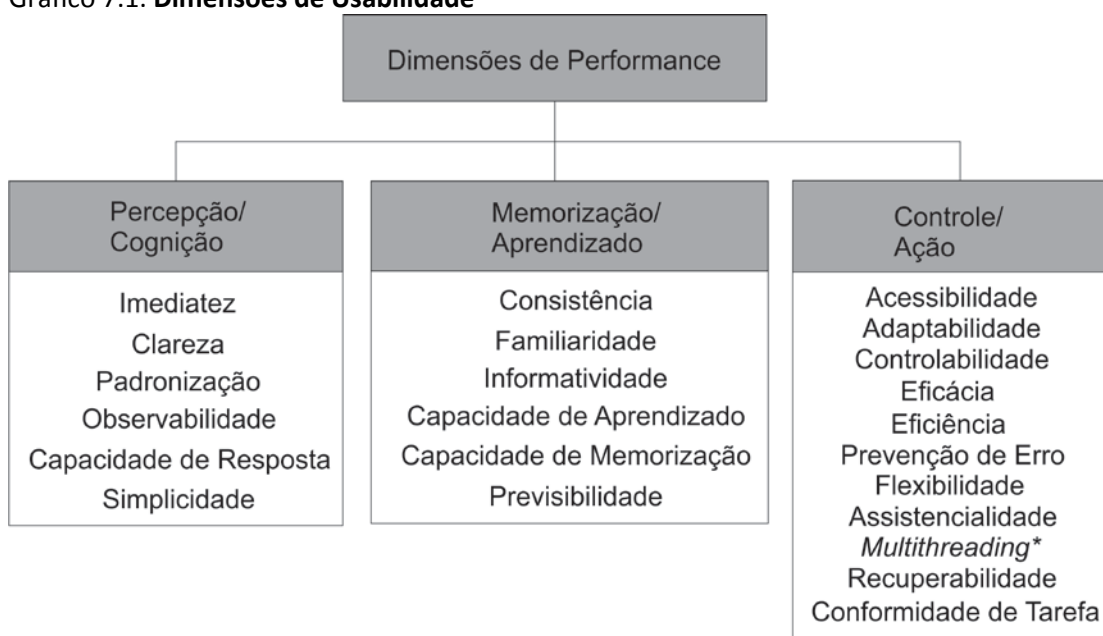 Gráfico 7.1. Dimensões de Usabilidade
Dimensões de Performance
Percepção/
Cognição
Imediatez
Clareza
Padronização
Observabilidade
Capacidade de Resposta
Simplicidade
Memorização/
Aprendizado
Consistência
Familiaridade
Informatividade
Capacidade de Aprendizado
Capacidade de Memorização
Previsibilidade
Controle/
Ação
Acessibilidade
Adaptabilidade
Controlabilidade
Eficácia
Eficiência
Prevenção de Erro
Flexibilidade
Assistencialidade
Multithreading*
Recuperabilidade
Conformidade de Tarefa